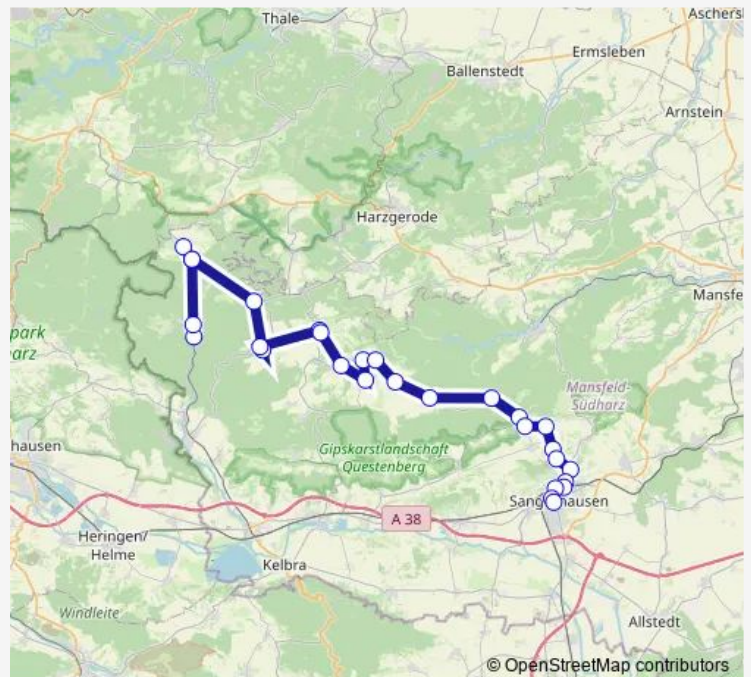 Thale
Aschersl
Ermsleben
Ballenstedt
Arnstein
Harzgerode
Mansfe
park
arz
Mansfeld-
Südharz
hausen
Gipskarstlandschaft
Questenberg
Sangerhausen
A 38
Heringen/
Helme
Kelbra
Windleite
Allstedt
© OpenStreetMap contributors